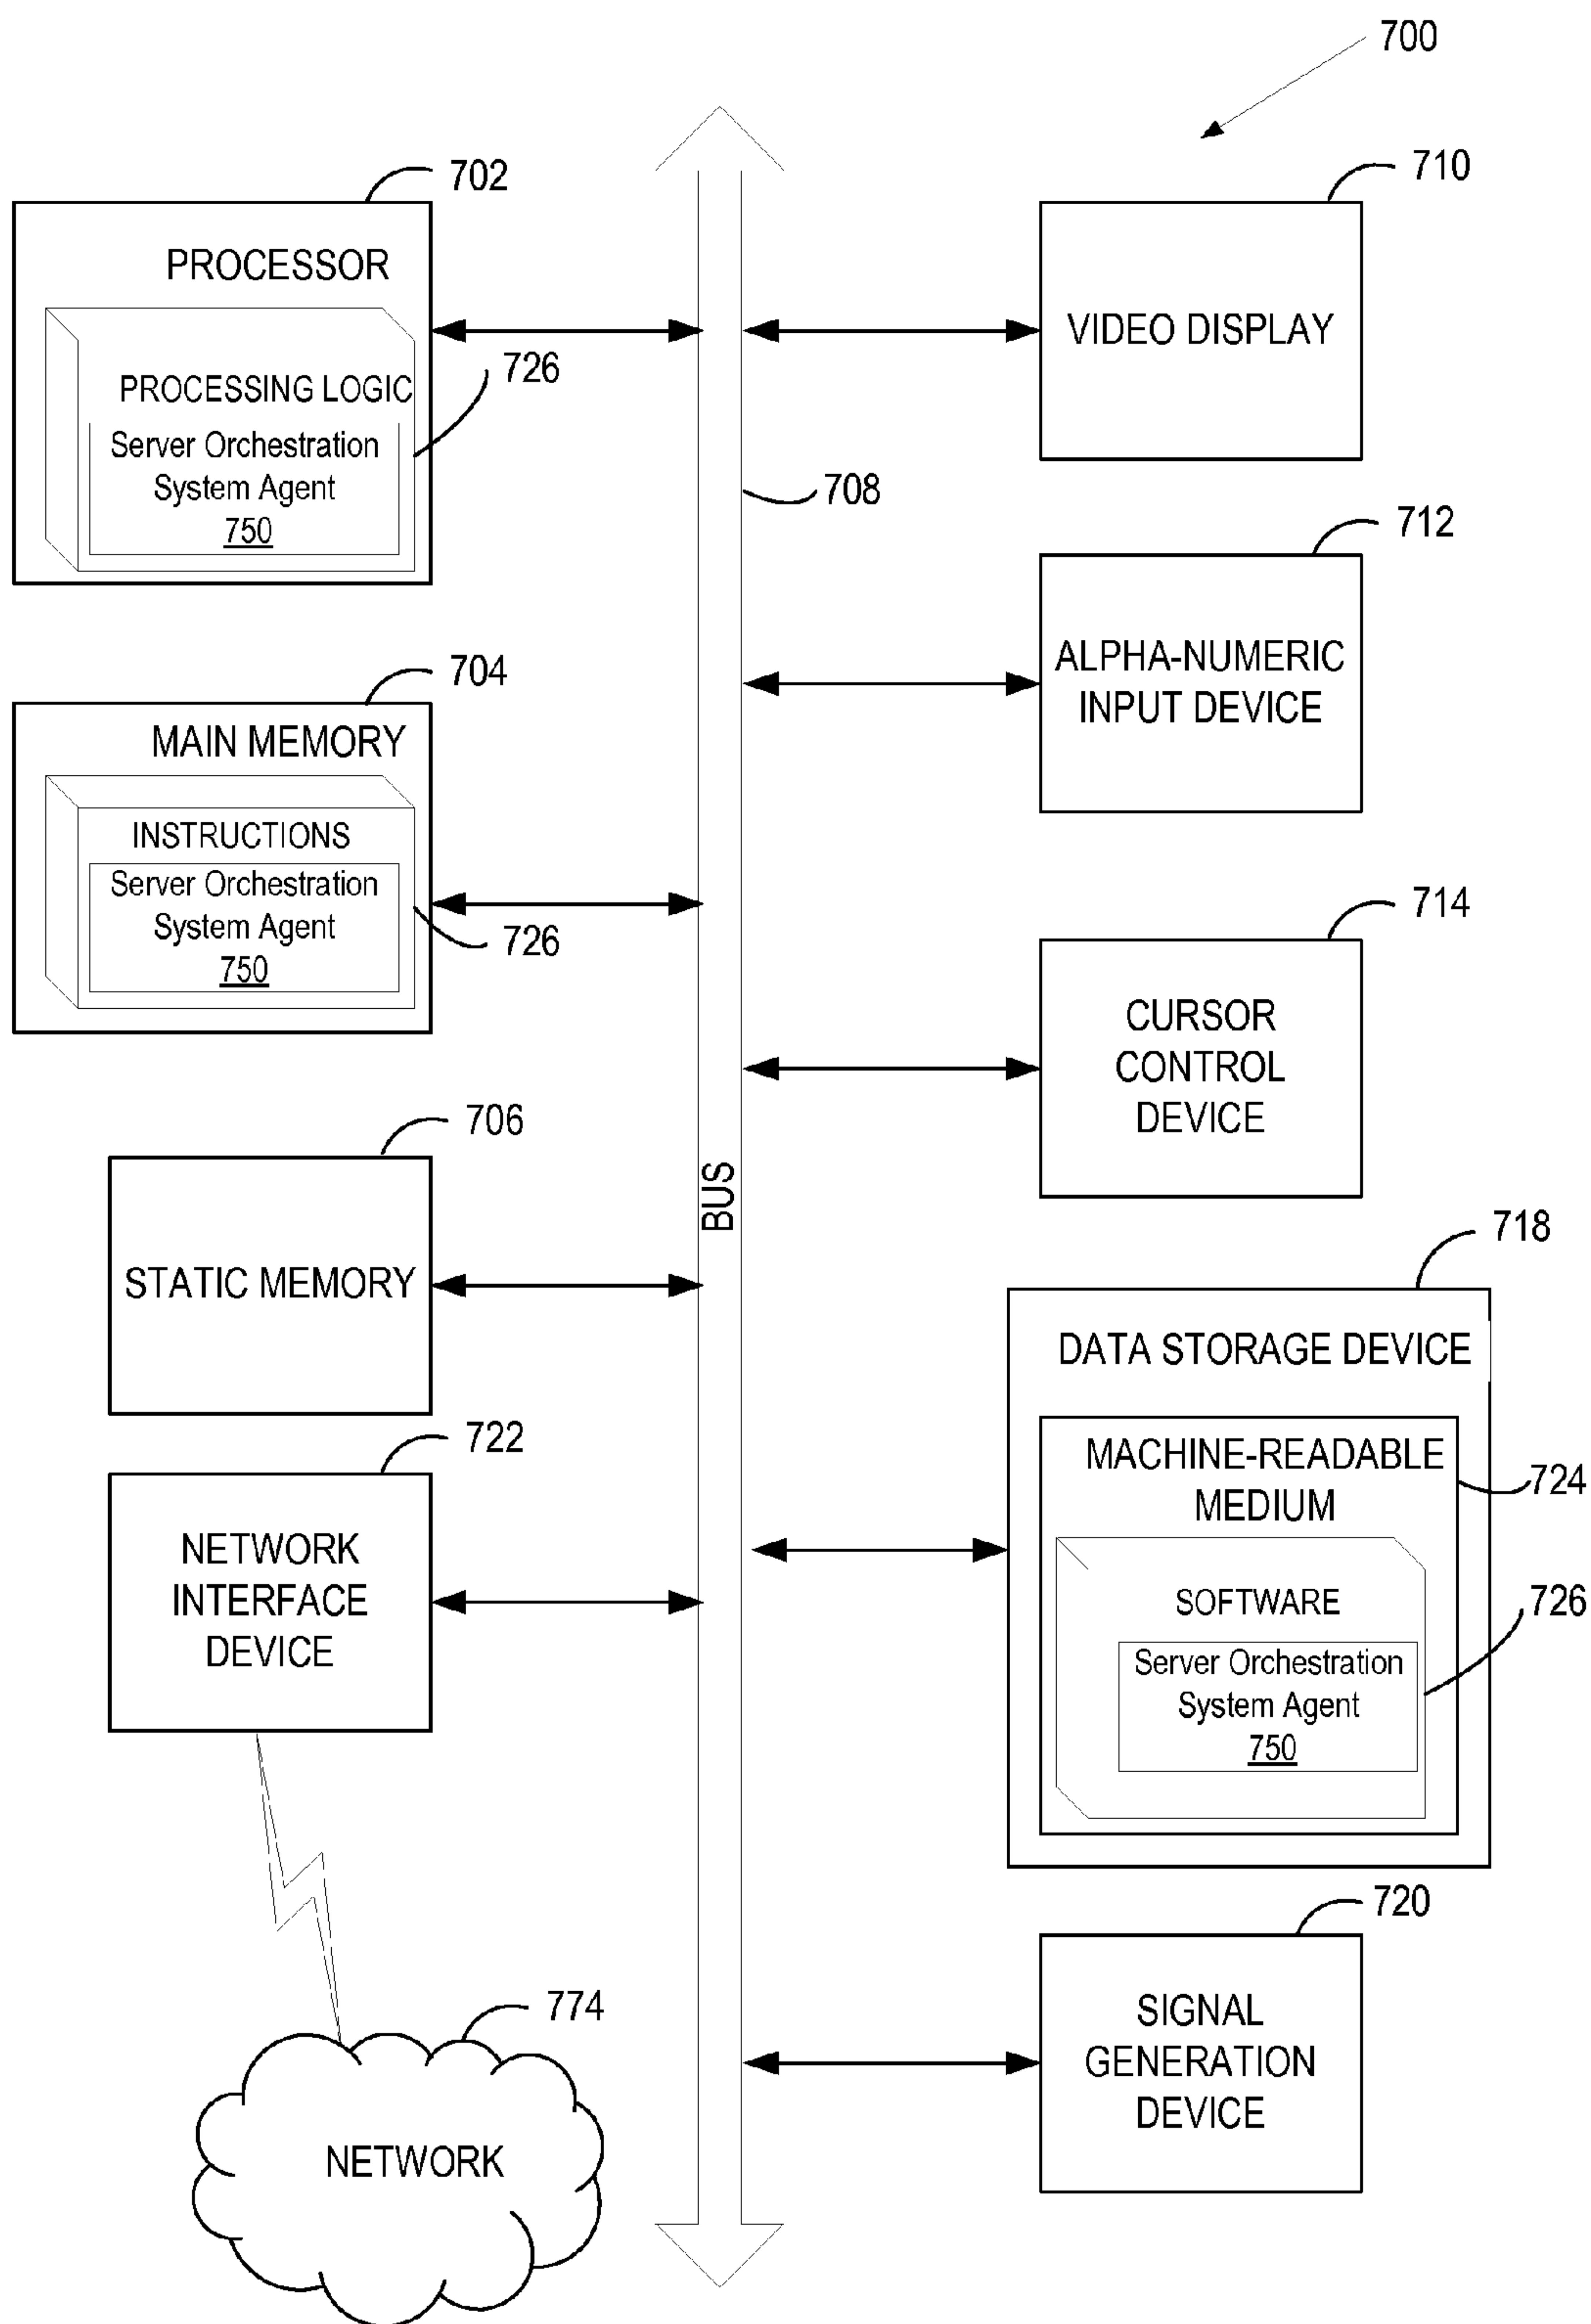 700
702
PROCESSOR
PROCESSING LOGIC
Server Orchestration
System Agent
750
726
704
MAIN MEMORY
INSTRUCTIONS
Server Orchestration
System Agent
750
726
706
STATIC MEMORY
722
NETWORK
INTERFACE
DEVICE
774
NETWORK
708
BUS
710
VIDEO DISPLAY
712
ALPHA-NUMERIC
INPUT DEVICE
714
CURSOR
CONTROL
DEVICE
718
DATA STORAGE DEVICE
MACHINE-READABLE
MEDIUM
724
SOFTWARE
Server Orchestration
System Agent
750
726
720
SIGNAL
GENERATION
DEVICE